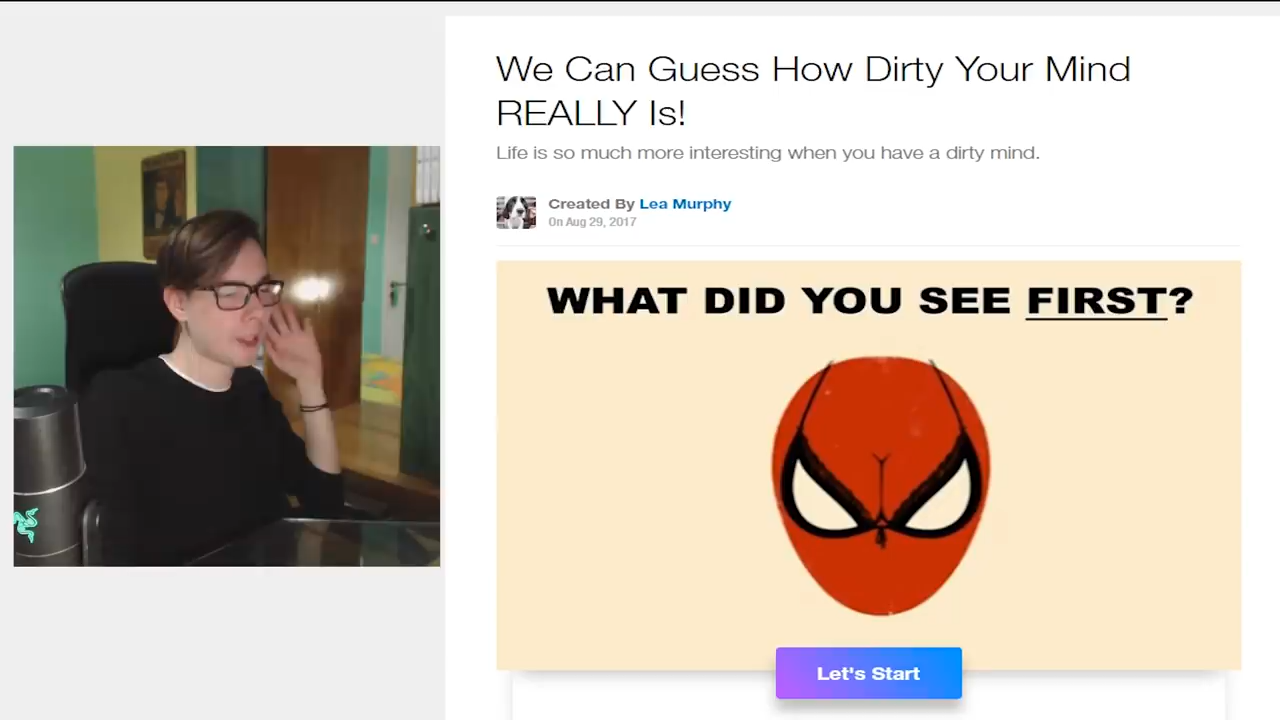 We Can Guess How Dirty Your Mind
REALLY Is!
Life is so much more interesting when you have a dirty mind.
Created By Lea Murphy
On Aug 29, 2017
WHAT DID YOU SEE FIRST?
Let's Start